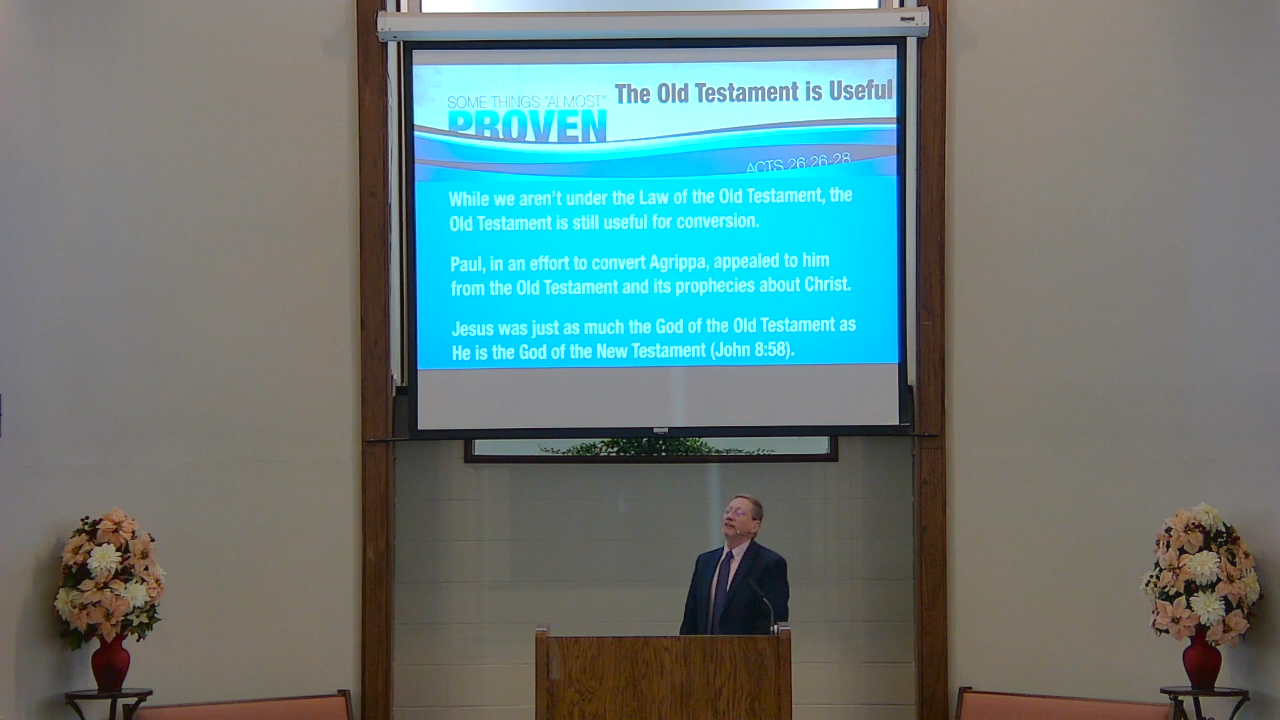 SOME THINGS "ALMOST"
PROVEN
The Old Testament is Useful
ACTS 26:26-28
While we aren't under the Law of the Old Testament, the
Old Testament is still useful for conversion.
Paul, in an effort to convert Agrippa, appealed to him
from the Old Testament and its prophecies about Christ.
Jesus was just as much the God of the Old Testament as
He is the God of the New Testament (John 8:58).